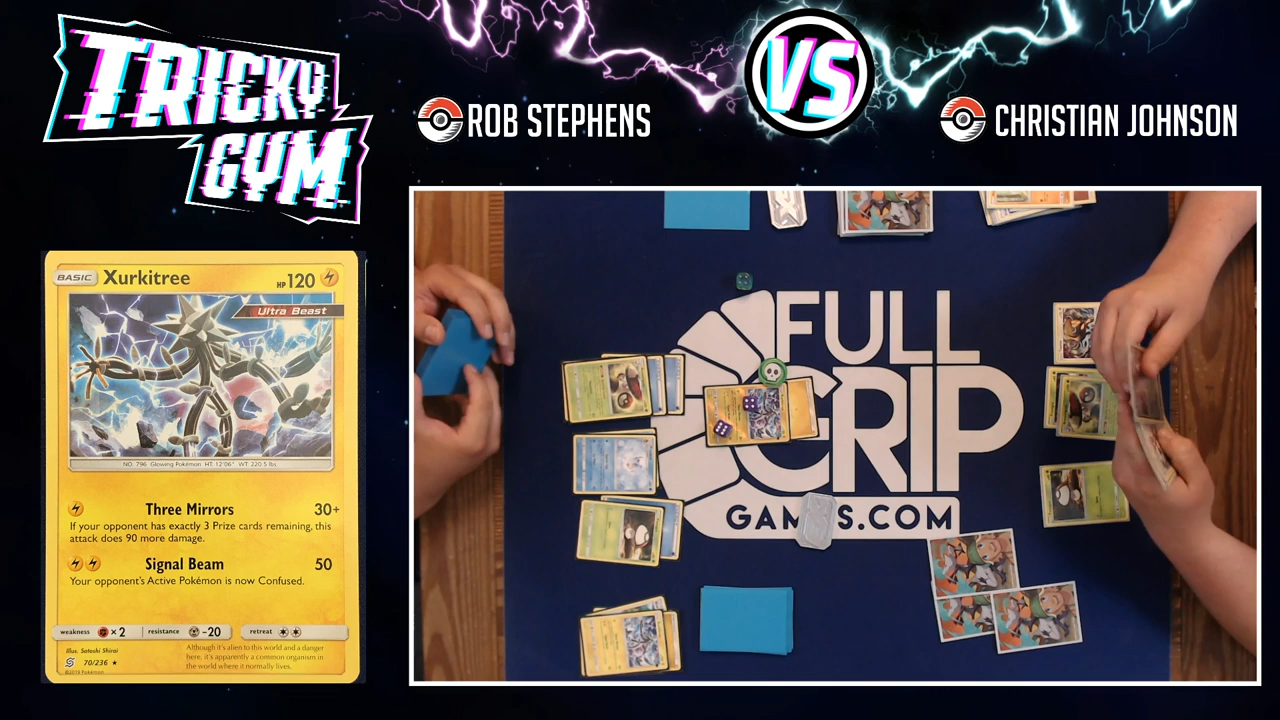 TRICKY
GYM
ROB STEPHENS
VS
CHRISTIAN JOHNSON
BASIC Xurkitree HP 120
Ultra Beast
NO. 796 Glowing Pokémon HT: 12'06" WT: 220.5 lbs.
Three Mirrors 30+
If your opponent has exactly 3 Prize cards remaining, this
attack does 90 more damage.
Signal Beam 50
Your opponent's Active Pokémon is now Confused.
weakness ×2 resistance -20 retreat
Illus. Satoshi Shirai
70/236
©2019 Pokémon
Although it's alien to this world and a danger
here, it's apparently a common organism in
the world where it normally lives.
FULL
GRIP
GAMES.COM